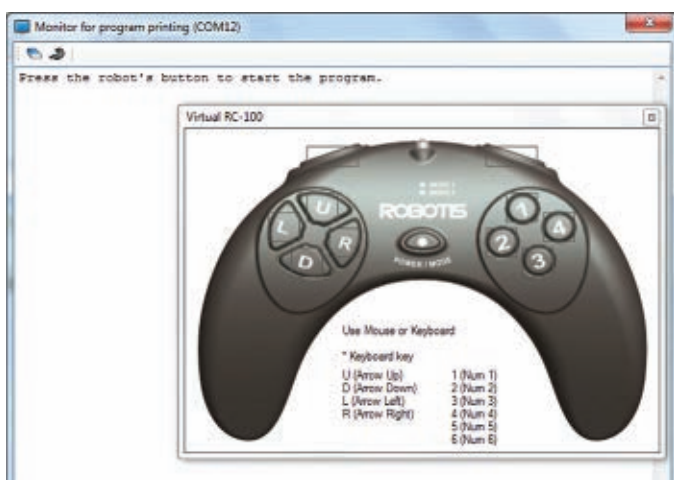 Monitor for program printing (COM12)
Press the robot's button to start the program.
Virtual RC-100
ROBOTIS
U
L
R
D
1
2
4
3
POWER / MODE
Use Mouse or Keyboard
* Keyboard key
U (Arrow Up) 1 (Num 1)
D (Arrow Down) 2 (Num 2)
L (Arrow Left) 3 (Num 3)
R (Arrow Right) 4 (Num 4)
5 (Num 5)
6 (Num 6)